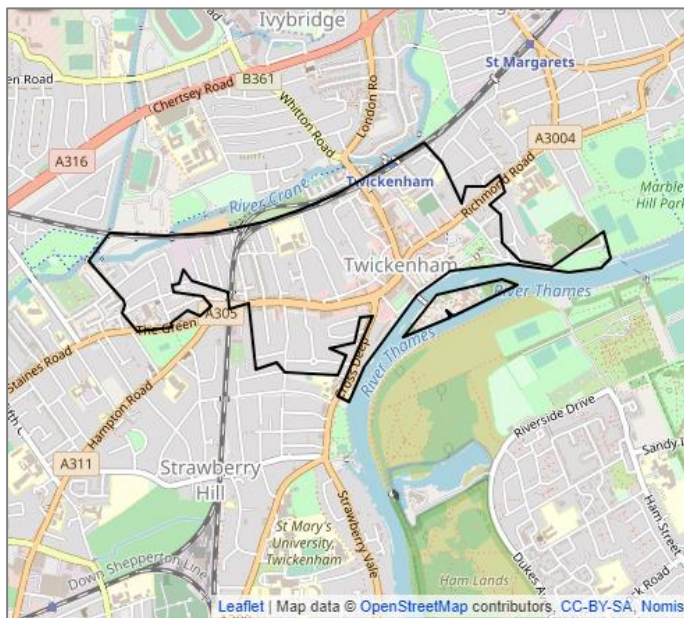 Ivybridge
St Margarets
B361
en Road
Chertsey Road
London Ro
Whitton Road
A316
A3004
Twickenham
River Crane
Richmond Road
Marble
Hill Park
Twickenham
River Thames
The Green
A305
Staines Road
Cross Deep
River Thames
Hampton Road
Riverside Drive
Sandy L
A311
Strawberry
Hill
Ham Street
Strawberry Vale
St Mary's
University,
Twickenham
Down Shepperton Line
Ham Lands
Dukes A
ck Road
Leaflet | Map data © OpenStreetMap contributors, CC-BY-SA, Nomis